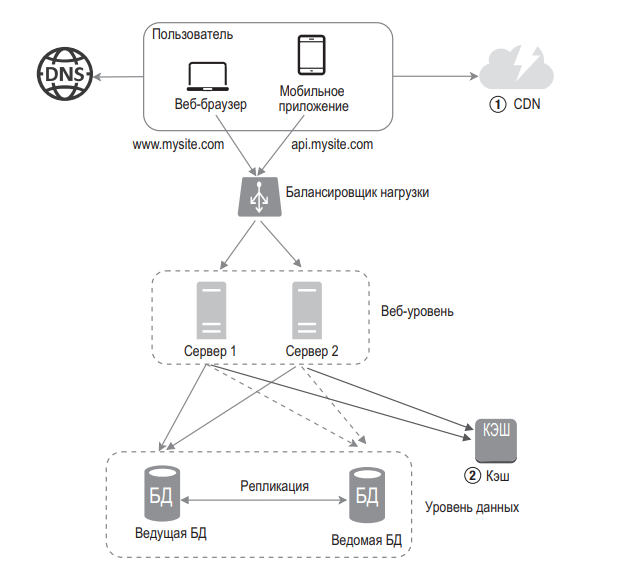 Пользователь
DNS
Веб-браузер
Мобильное
приложение
1 CDN
www.mysite.com
api.mysite.com
Балансировщик нагрузки
Веб-уровень
Сервер 1
Сервер 2
КЭШ
2 Кэш
БД
Репликация
БД
Уровень данных
Ведущая БД
Ведомая БД